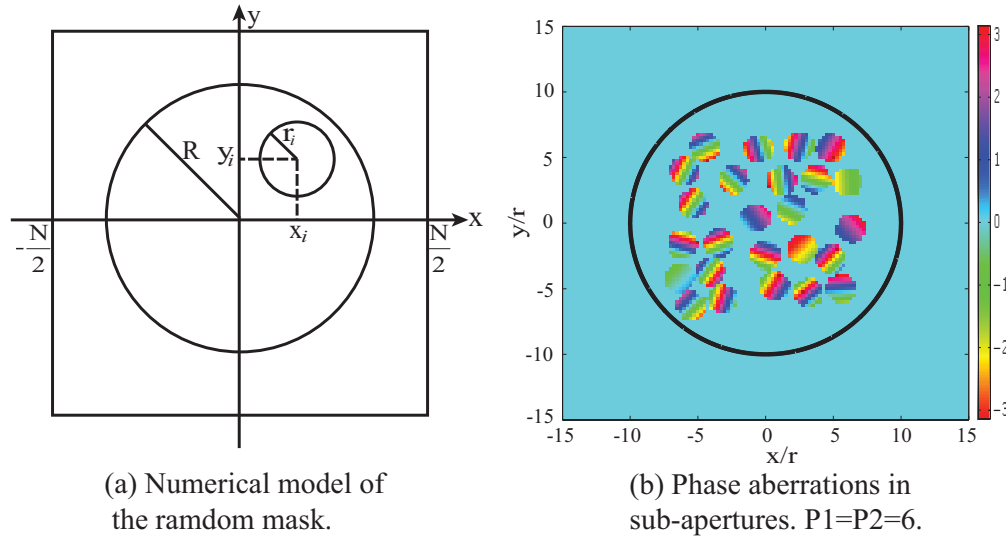 y
R
r_i
y_i
x
x_i
-N/2
N/2
(a) Numerical model of
the ramdom mask.
15
10
5
0
-5
-10
-15
y/r
-15 -10 -5 0 5 10 15
x/r
3
2
1
0
-1
-2
-3
(b) Phase aberrations in
sub-apertures. P1=P2=6.